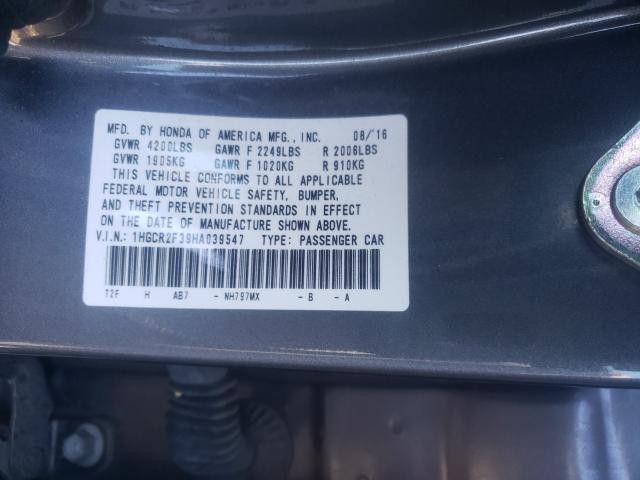 MFD. BY HONDA OF AMERICA MFG., INC. 08/'16
GVWR 4200LBS GAWR F 2249LBS R 2006LBS
GVWR 1905KG GAWR F 1020KG R 910KG
THIS VEHICLE CONFORMS TO ALL APPLICABLE
FEDERAL MOTOR VEHICLE SAFETY, BUMPER,
AND THEFT PREVENTION STANDARDS IN EFFECT
ON THE DATE OF MANUFACTURE SHOWN ABOVE.
V.I.N.: 1HGCR2F39HA039547 TYPE: PASSENGER CAR
T2F H AB7 - NH797MX - B - A